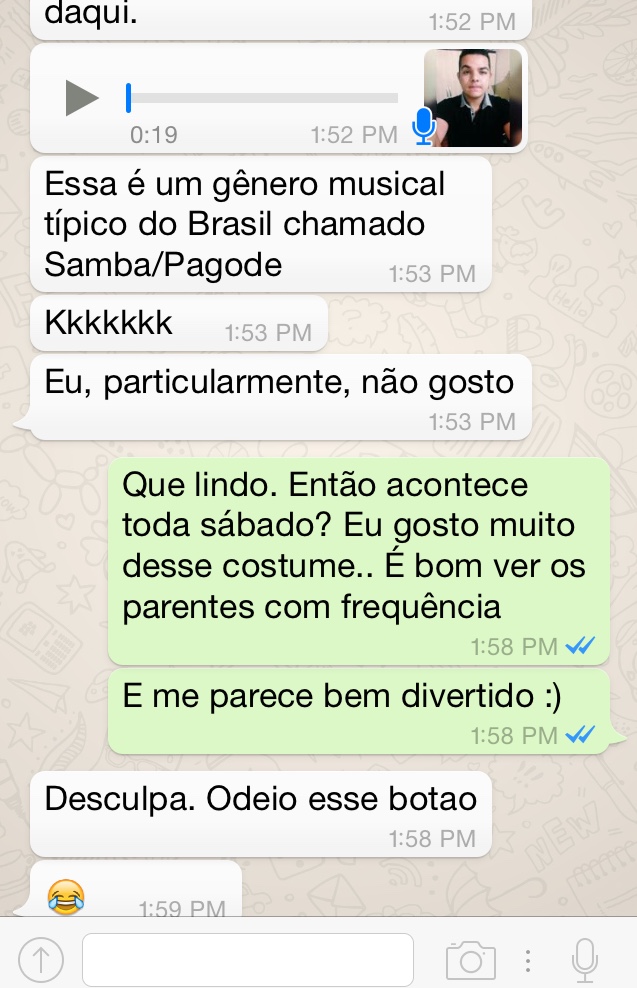 daqui.
1:52 PM
0:19
1:52 PM
Essa é um gênero musical
típico do Brasil chamado
Samba/Pagode
1:53 PM
Kkkkkkk
1:53 PM
Eu, particularmente, não gosto
1:53 PM
Que lindo. Então acontece
toda sábado? Eu gosto muito
desse costume.. É bom ver os
parentes com frequência
1:58 PM
E me parece bem divertido :)
1:58 PM
Desculpa. Odeio esse botao
1:58 PM
😂
1:59 PM